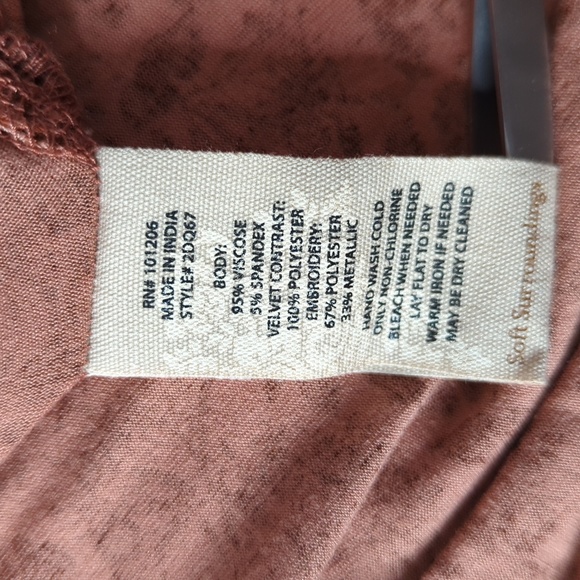 RN# 101206
MADE IN INDIA
STYLE# 2DQ67
BODY:
95% VISCOSE
5% SPANDEX
VELVET CONTRAST:
100% POLYESTER
EMBROIDERY:
67% POLYESTER
33% METALLIC
HAND WASH COLD
ONLY NON-CHLORINE
BLEACH WHEN NEEDED
LAY FLAT TO DRY
WARM IRON IF NEEDED
MAY BE DRY CLEANED
Soft Surroundings